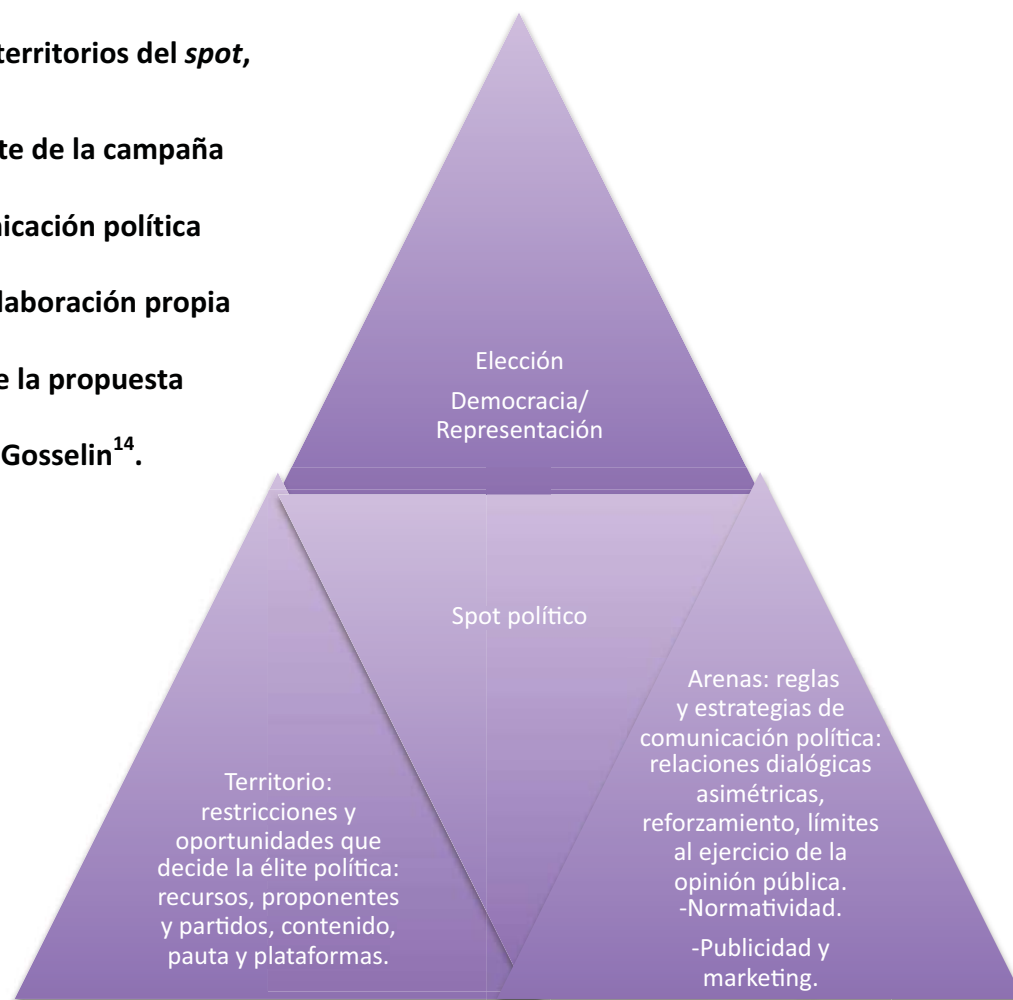 territorios del spot,
te de la campaña
nicación política
laboración propia
e la propuesta
Gosselin14.
Elección
Democracia/
Representación
Spot político
Territorio:
restricciones y
oportunidades que
decide la élite política:
recursos, proponentes
y partidos, contenido,
pauta y plataformas.
Arenas: reglas
y estrategias de
comunicación política:
relaciones dialógicas
asimétricas,
reforzamiento, límites
al ejercicio de la
opinión pública.
-Normatividad.
-Publicidad y
marketing.